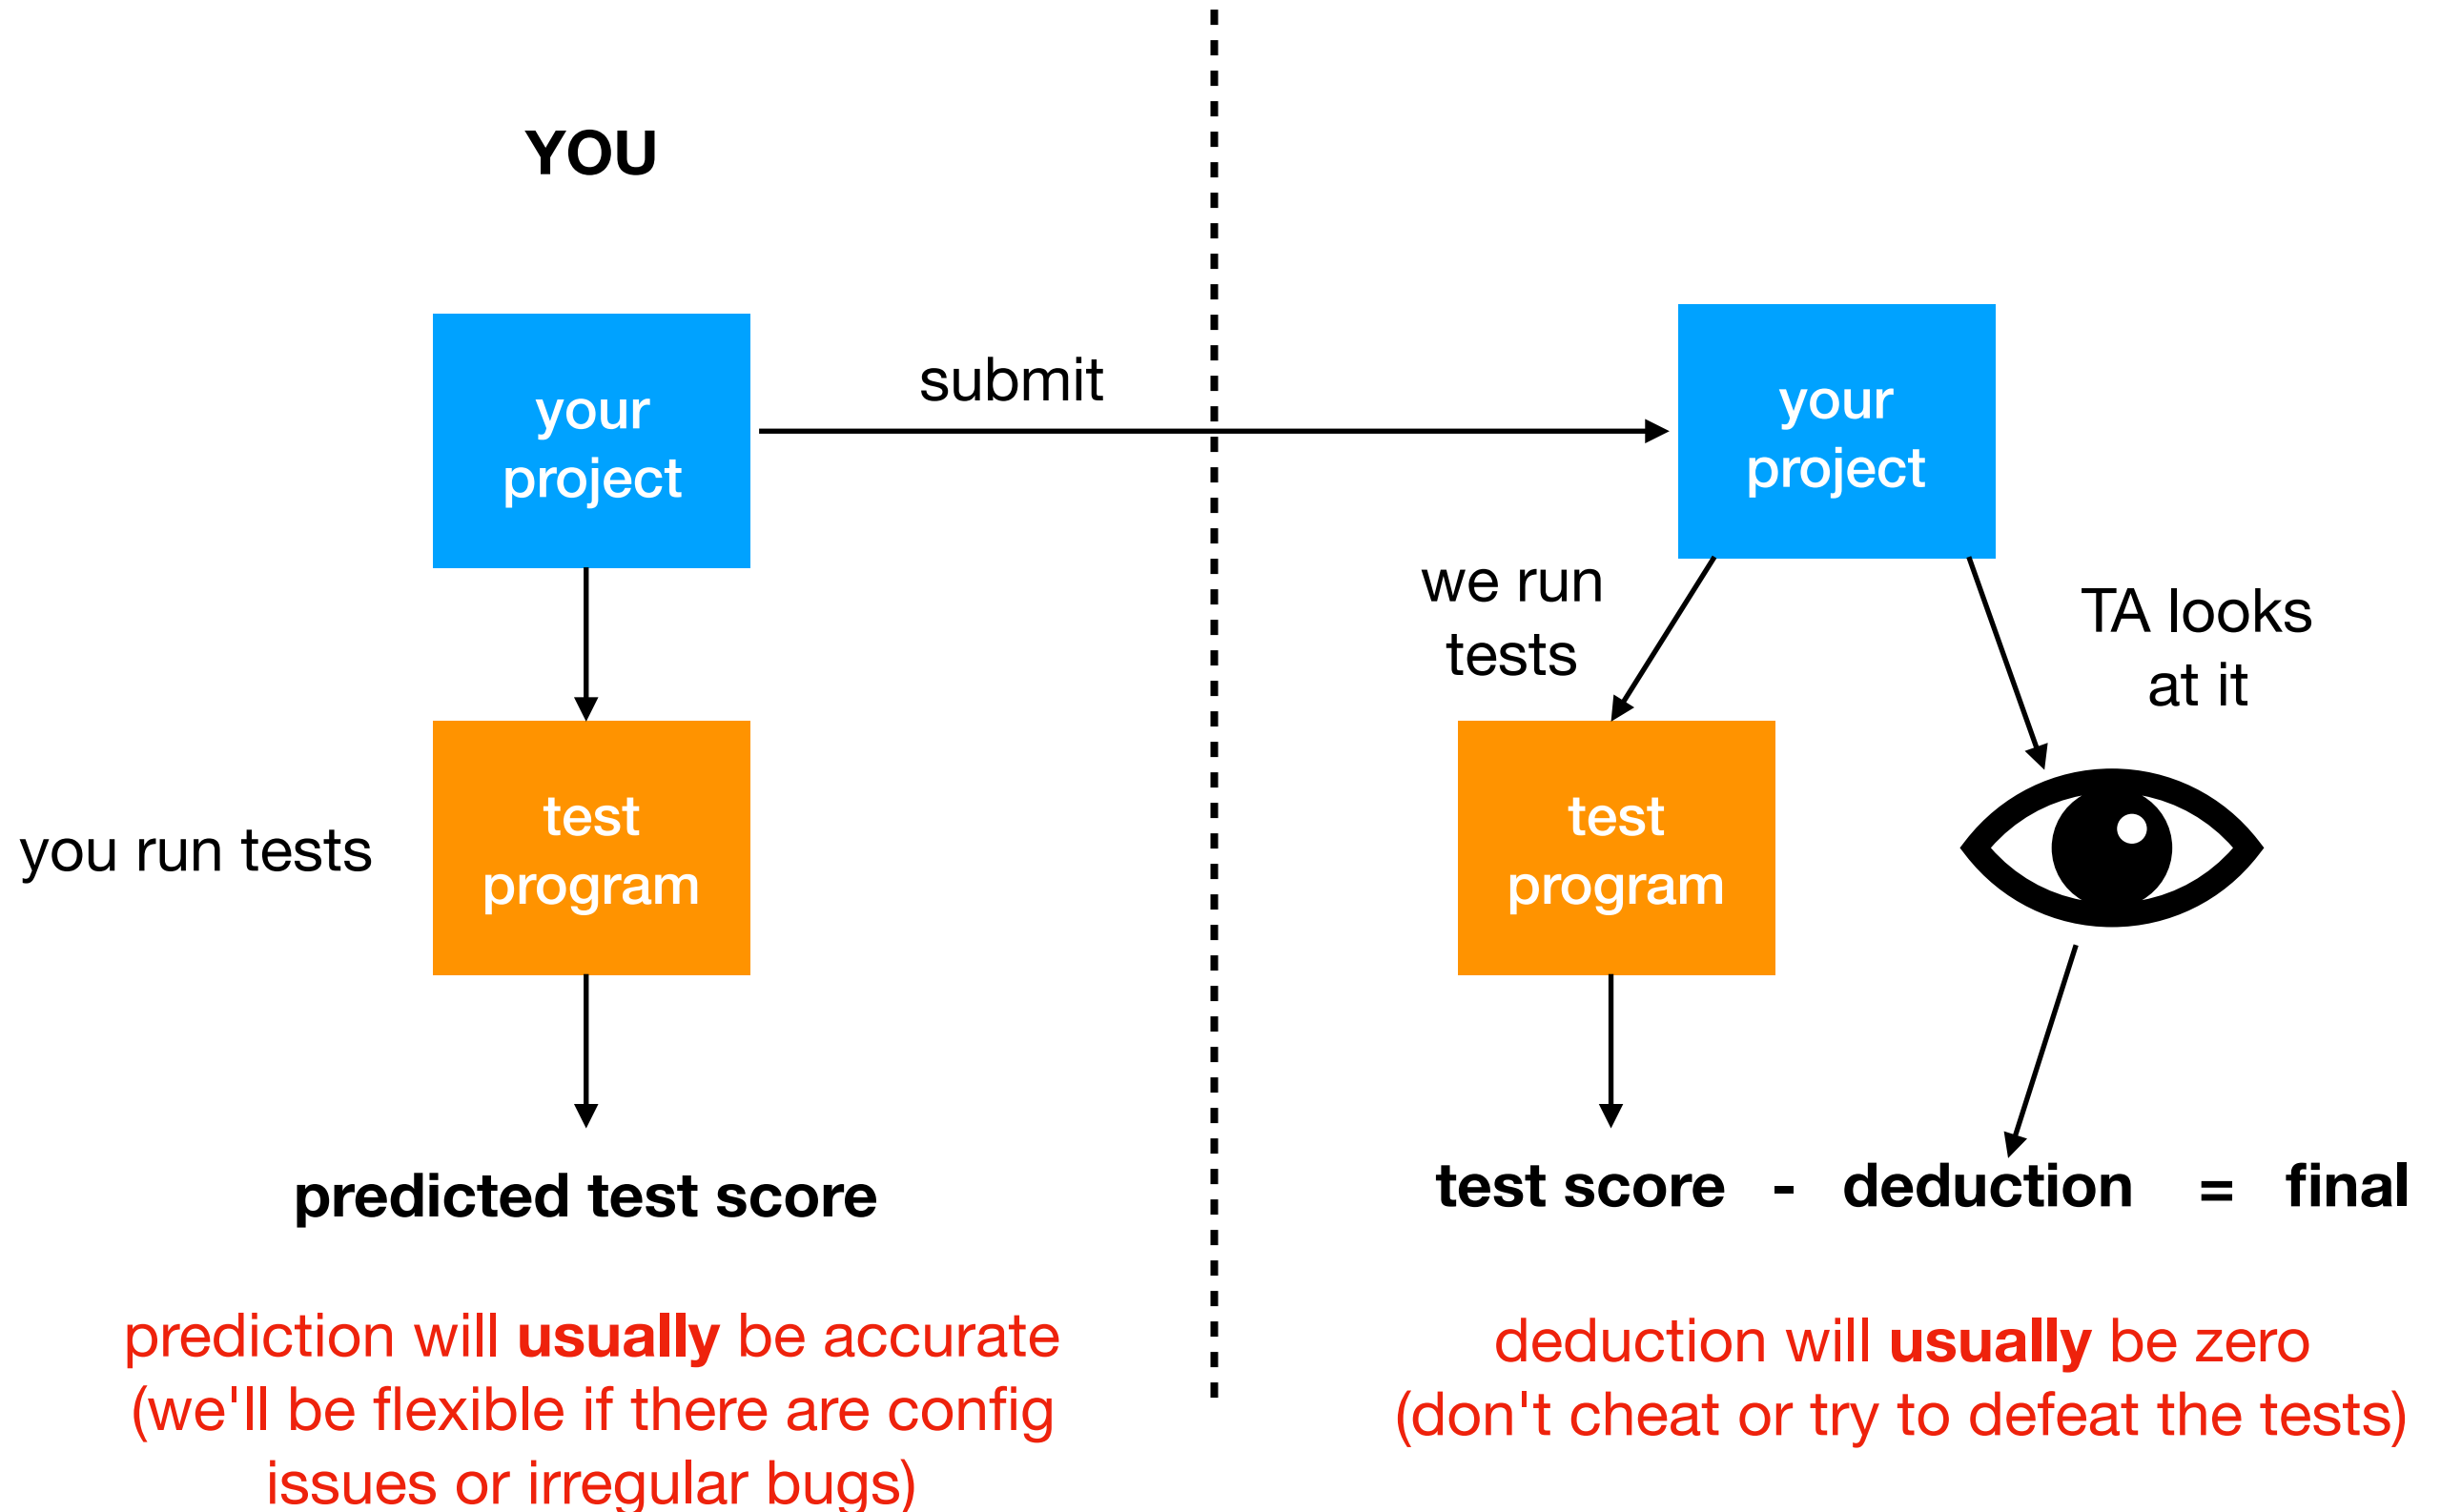 YOU
your
project
submit
your
project
we run
tests
TA looks
at it
you run tests
test
program
test
program
predicted test score
test score - deduction = final
prediction will usually be accurate
(we'll be flexible if there are config
issues or irregular bugs)
deduction will usually be zero
(don't cheat or try to defeat the tests)